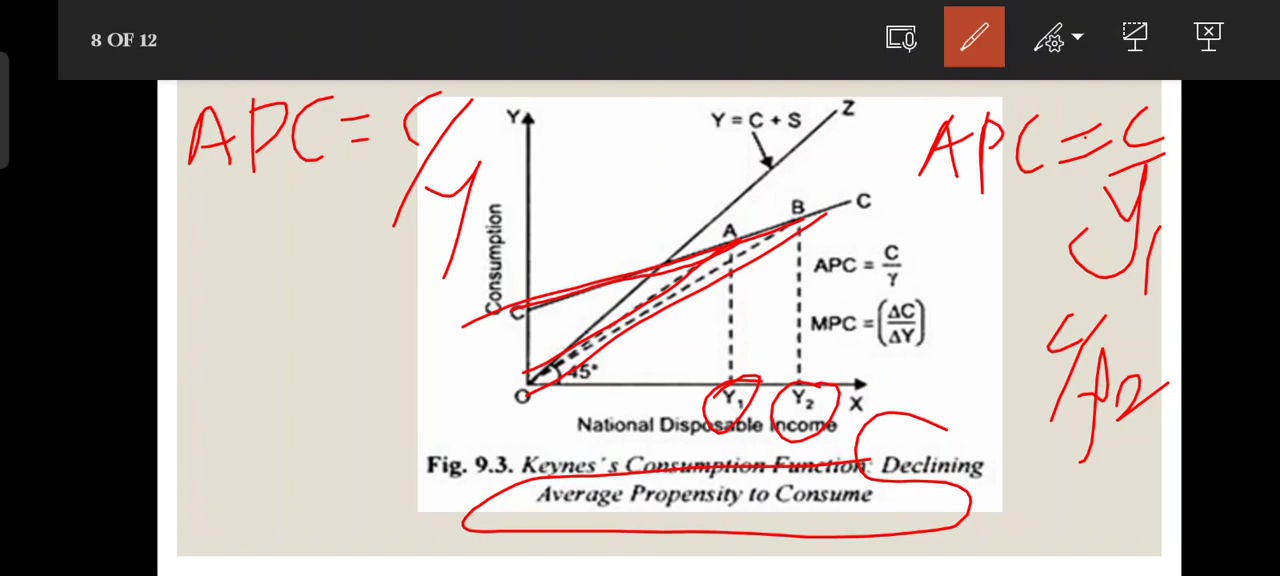 8 OF 12
APC = C/Y
APC = C/Y1
C/Y2
Y
Y = C + S
Z
B
C
A
Consumption
APC = C/Y
MPC = (ΔC/ΔY)
C
45°
O
Y₁
Y₂
X
National Disposable Income
Fig. 9.3. Keynes's Consumption Function: Declining
Average Propensity to Consume